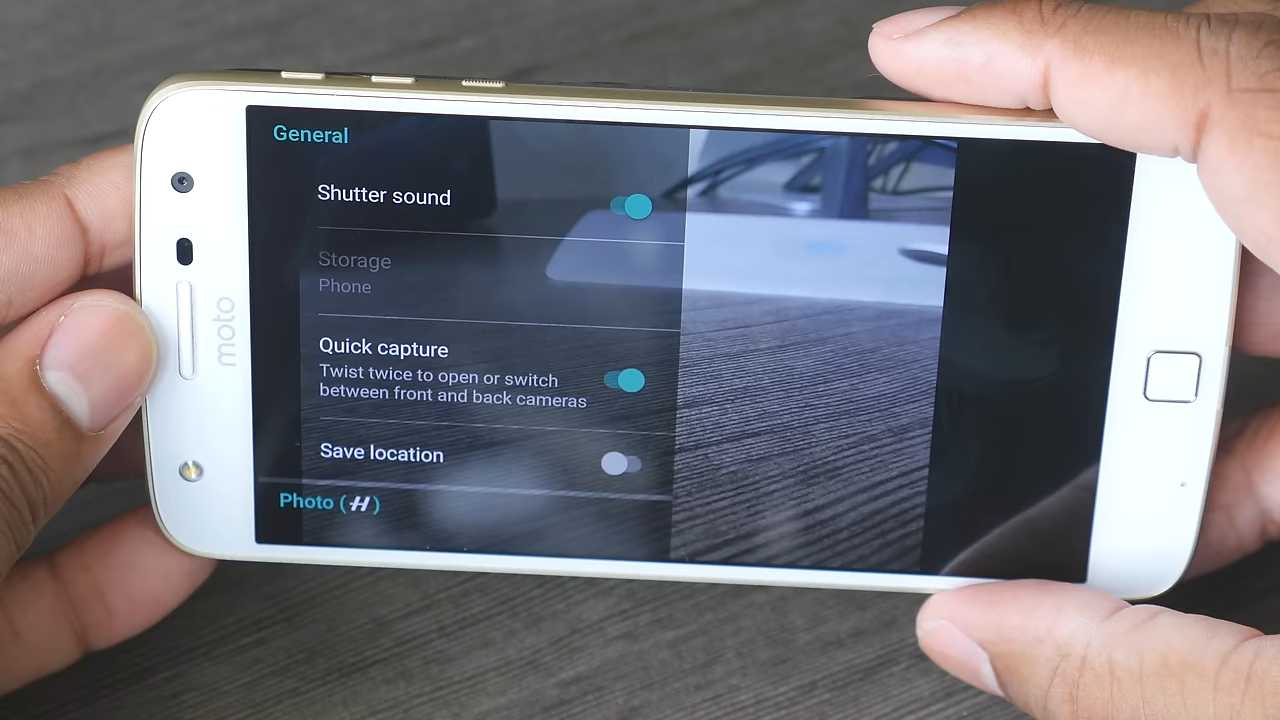 General
Shutter sound
Storage
Phone
Quick capture
Twist twice to open or switch
between front and back cameras
Save location
Photo (H)
moto